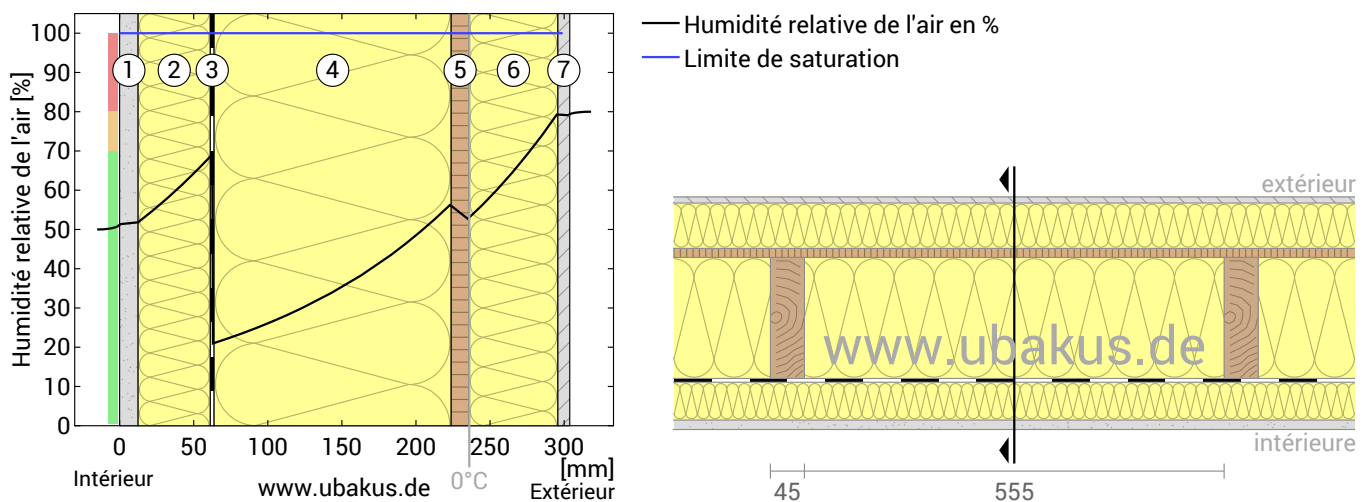 Humidité relative de l'air [%]
100
90
80
70
60
50
40
30
20
10
0
1
2
3
4
5
6
7
0
50
100
150
200
250
300
[mm]
Intérieur
www.ubakus.de
0°C
Extérieur
Humidité relative de l'air en %
Limite de saturation
extérieur
www.ubakus.de
intérieure
45
555